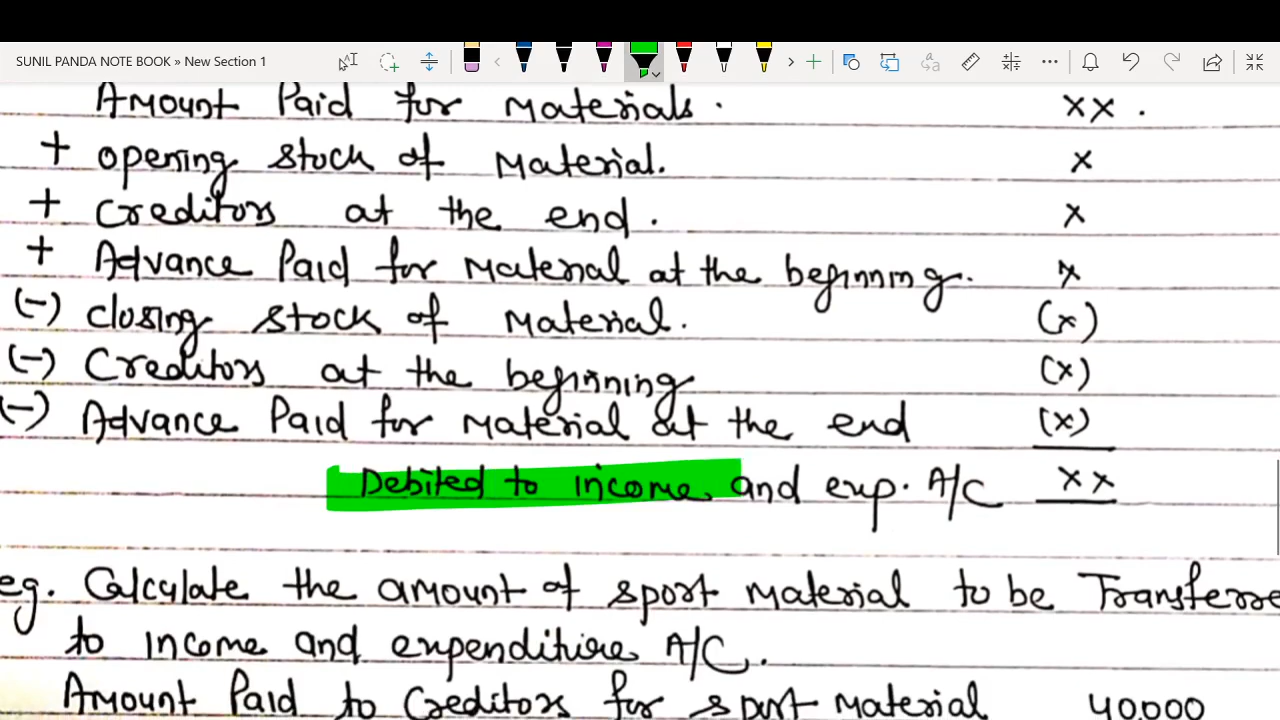 SUNIL PANDA NOTE BOOK » New Section 1
Amount Paid for Materials. xx.
+ opening stock of Material. x
+ Creditors at the end. x
+ Advance Paid for Material at the beginning. x
(-) closing stock of Material. (x)
(-) Creditors at the beginning (x)
(-) Advance Paid for Material at the end (x)
Debited to income and exp. A/C xx
eg. Calculate the amount of sport Material to be Transferre
to income and expenditure A/C.
Amount Paid to Creditors for sport Material 40,000